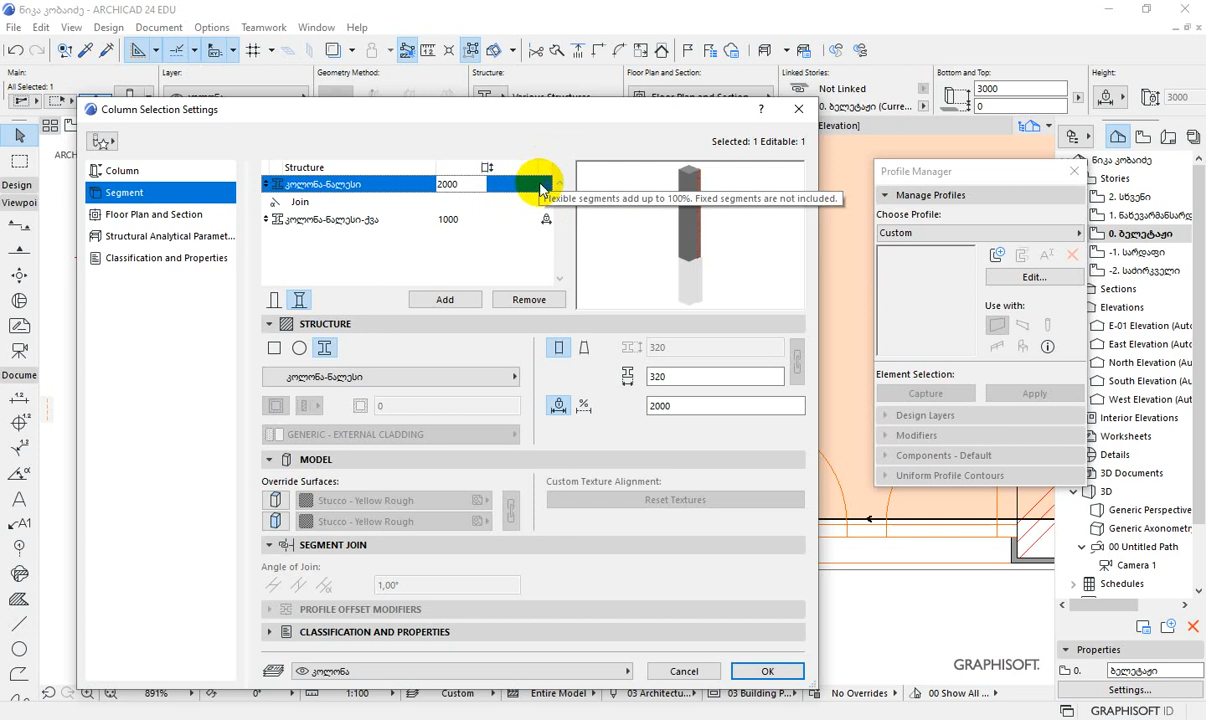 ნიკა კობაიძე - ARCHICAD 24 EDU
File Edit View Design Document Options Teamwork Window Help
Main: Layer: Geometry Method: Structure: Floor Plan and Section: Linked Stories: Bottom and Top: Height:
All Selected: 1
Various Structures
Floor Plan and Section...
Not Linked
0. ბელეტაჟი (Curre...
3000
0
3000
Column Selection Settings
?
Elevation]
Selected: 1 Editable: 1
Column
Segment
Floor Plan and Section
Structural Analytical Paramet...
Classification and Properties
Structure
კოლონა-წალესი 2000
Flexible segments add up to 100%. Fixed segments are not included.
Join
კოლონა-წალესი-ქვა 1000
Add Remove
STRUCTURE
320
კოლონა-წალესი
320
0
2000
GENERIC - EXTERNAL CLADDING
MODEL
Override Surfaces:
Custom Texture Alignment:
Stucco - Yellow Rough
Reset Textures
Stucco - Yellow Rough
SEGMENT JOIN
Angle of Join:
1,00°
PROFILE OFFSET MODIFIERS
CLASSIFICATION AND PROPERTIES
კოლონა
Cancel OK
Design
Viewpoi
Docume
ARCH
Profile Manager
Manage Profiles
Choose Profile:
Custom
Edit...
Use with:
Element Selection:
Capture Apply
Design Layers
Modifiers
Components - Default
Uniform Profile Contours
ნიკა კობაიძე
Stories
2. სხვენი
1. ნახევარმანსარდ
0. ბელეტაჟი
-1. სარდაფი
-2. საძირკველი
Sections
Elevations
E-01 Elevation (Auto
East Elevation (Auto
North Elevation (Au
South Elevation (Au
West Elevation (Aut
Interior Elevations
Worksheets
Details
3D Documents
3D
Generic Perspective
Generic Axonometr
00 Untitled Path
Camera 1
Schedules
Properties
0. ბელეტაჟი
Settings...
GRAPHISOFT.
891% 0° 1:100 Custom Entire Model 03 Architectu... 03 Building P... No Overrides 00 Show All ...
GRAPHISOFT ID